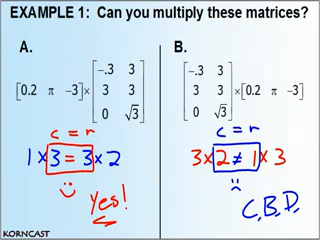 EXAMPLE 1: Can you multiply these matrices?
A.
[0.2 π −3] × [−.3 3
3 3
0 √3]
c = r
1 × 3 = 3 × 2
yes!
B.
[−.3 3
3 3
0 √3] × [0.2 π −3]
c = r
3 × 2 ≠ 1 × 3
C.B.D.
KORNCAST